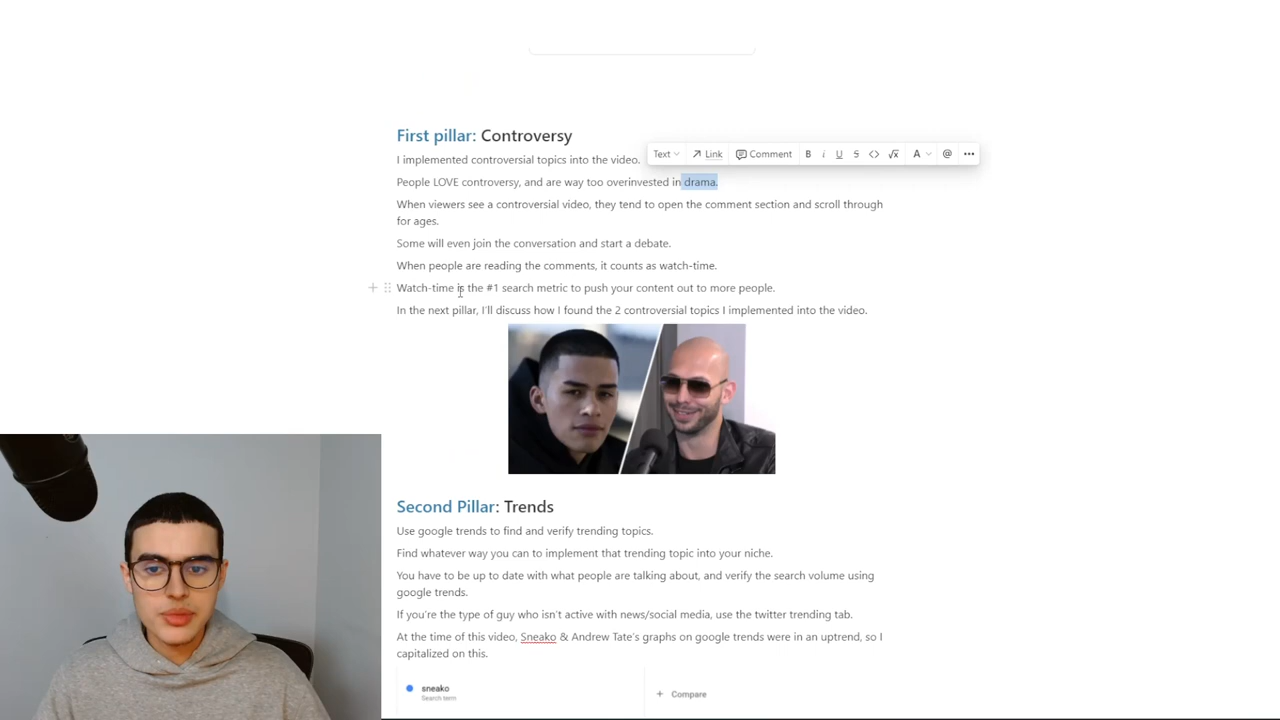 First pillar: Controversy
I implemented controversial topics into the video.
Text
Link
Comment
B
i
U
S
A
@
People LOVE controversy, and are way too overinvested in drama.
When viewers see a controversial video, they tend to open the comment section and scroll through
for ages.
Some will even join the conversation and start a debate.
When people are reading the comments, it counts as watch-time.
Watch-time is the #1 search metric to push your content out to more people.
In the next pillar, I'll discuss how I found the 2 controversial topics I implemented into the video.
Second Pillar: Trends
Use google trends to find and verify trending topics.
Find whatever way you can to implement that trending topic into your niche.
You have to be up to date with what people are talking about, and verify the search volume using
google trends.
If you're the type of guy who isn't active with news/social media, use the twitter trending tab.
At the time of this video, Sneako & Andrew Tate's graphs on google trends were in an uptrend, so I
capitalized on this.
sneako
Search term
+ Compare